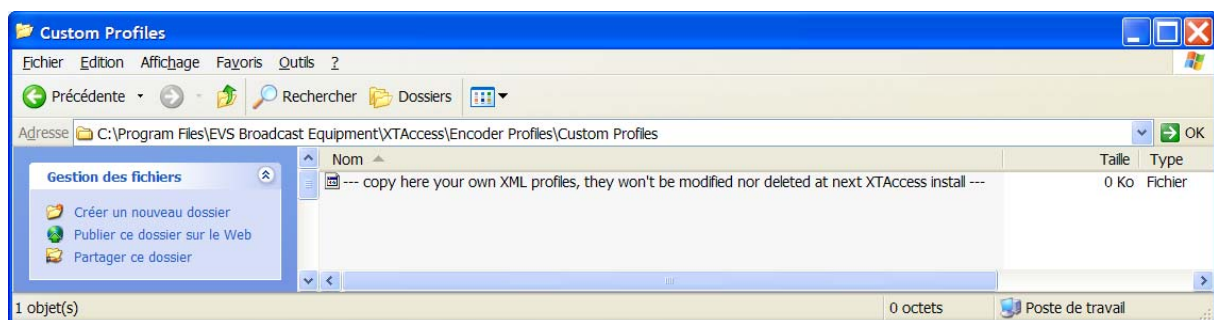 Custom Profiles
Fichier Edition Affichage Favoris Outils ?
Précédente Rechercher Dossiers
Adresse C:\Program Files\EVS Broadcast Equipment\XTAccess\Encoder Profiles\Custom Profiles OK
Nom Taille Type
Gestion des fichiers
--- copy here your own XML profiles, they won't be modified nor deleted at next XTAccess install --- 0 Ko Fichier
Créer un nouveau dossier
Publier ce dossier sur le Web
Partager ce dossier
1 objet(s) 0 octets Poste de travail